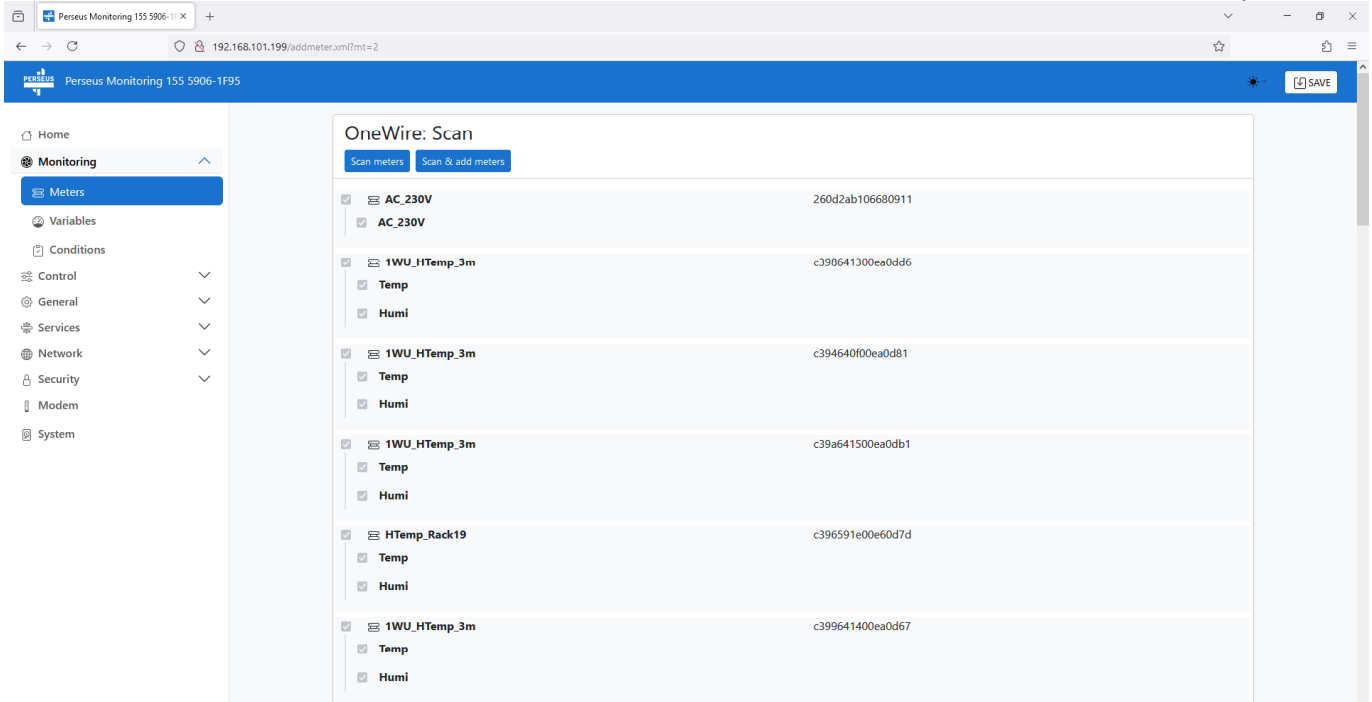 Perseus Monitoring 155 5906-1F
192.168.101.199/addmeter.xml?mt=2
PERSEUS Perseus Monitoring 155 5906-1F95
SAVE
Home
Monitoring
Meters
Variables
Conditions
Control
General
Services
Network
Security
Modem
System
OneWire: Scan
Scan meters Scan & add meters
AC_230V 260d2ab106680911
AC_230V
1WU_HTemp_3m c390641300ea0dd6
Temp
Humi
1WU_HTemp_3m c394640f00ea0d81
Temp
Humi
1WU_HTemp_3m c39a641500ea0db1
Temp
Humi
HTemp_Rack19 c396591e00e60d7d
Temp
Humi
1WU_HTemp_3m c399641400ea0d67
Temp
Humi